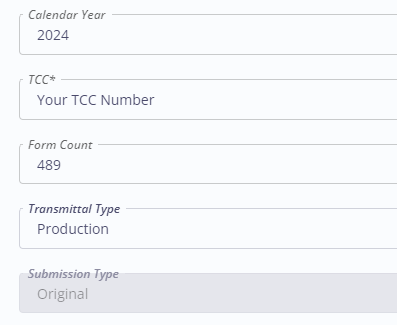 Calendar Year
2024
TCC*
Your TCC Number
Form Count
489
Transmittal Type
Production
Submission Type
Original